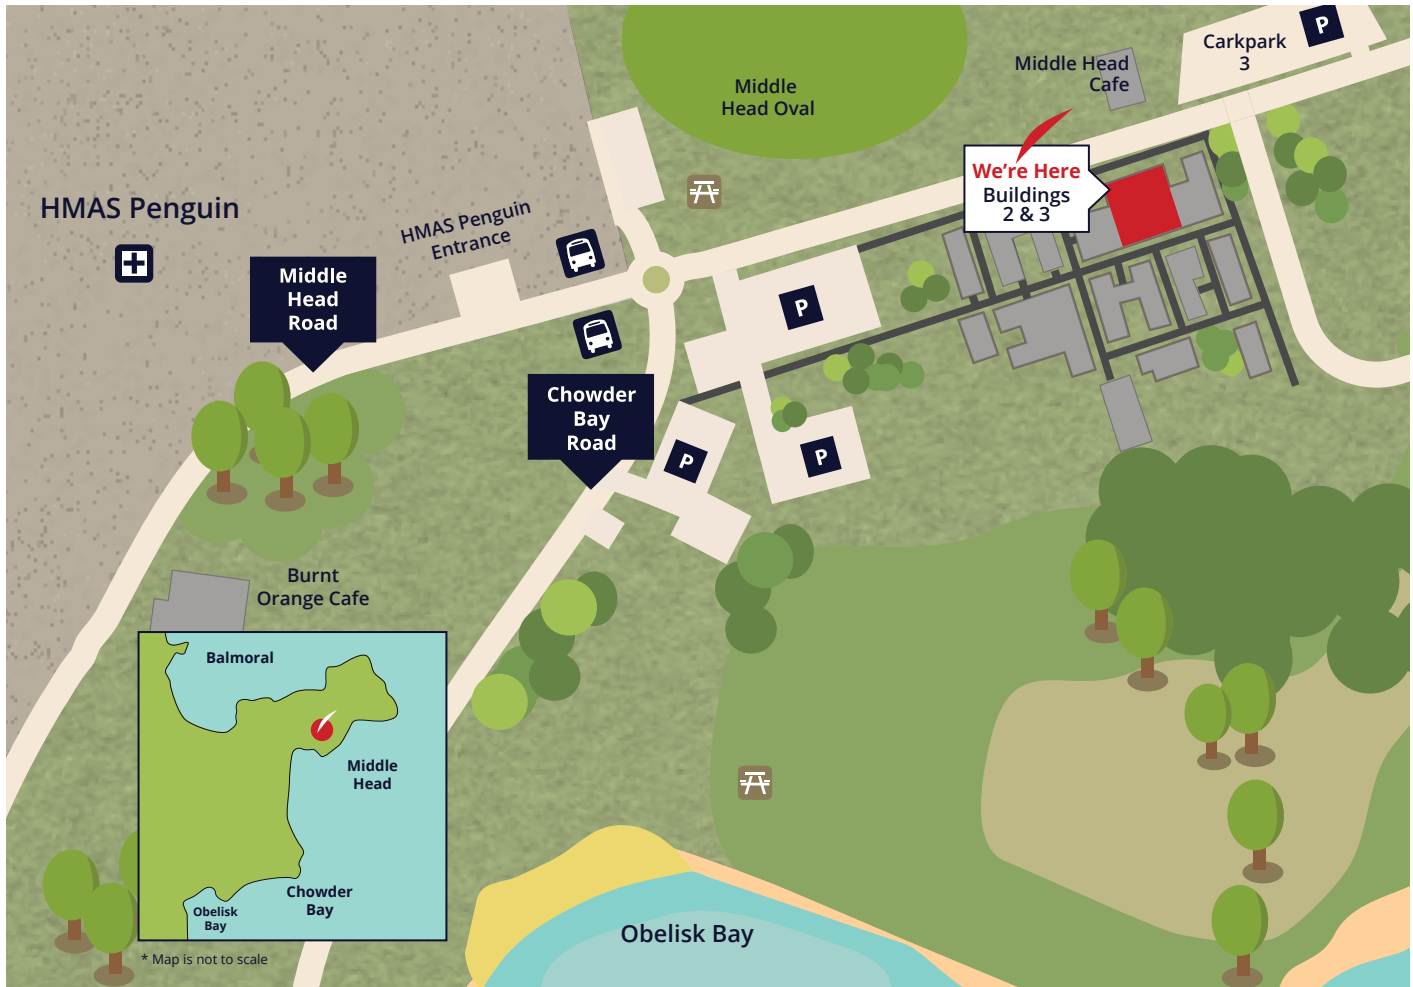 Carkpark
3
P
Middle Head
Cafe
Middle
Head Oval
We're Here
Buildings
2 & 3
HMAS Penguin
HMAS Penguin
Entrance
Middle
Head
Road
P
Chowder
Bay
Road
P
P
Burnt
Orange Cafe
Balmoral
Middle
Head
Chowder
Bay
Obelisk
Bay
Obelisk Bay
* Map is not to scale